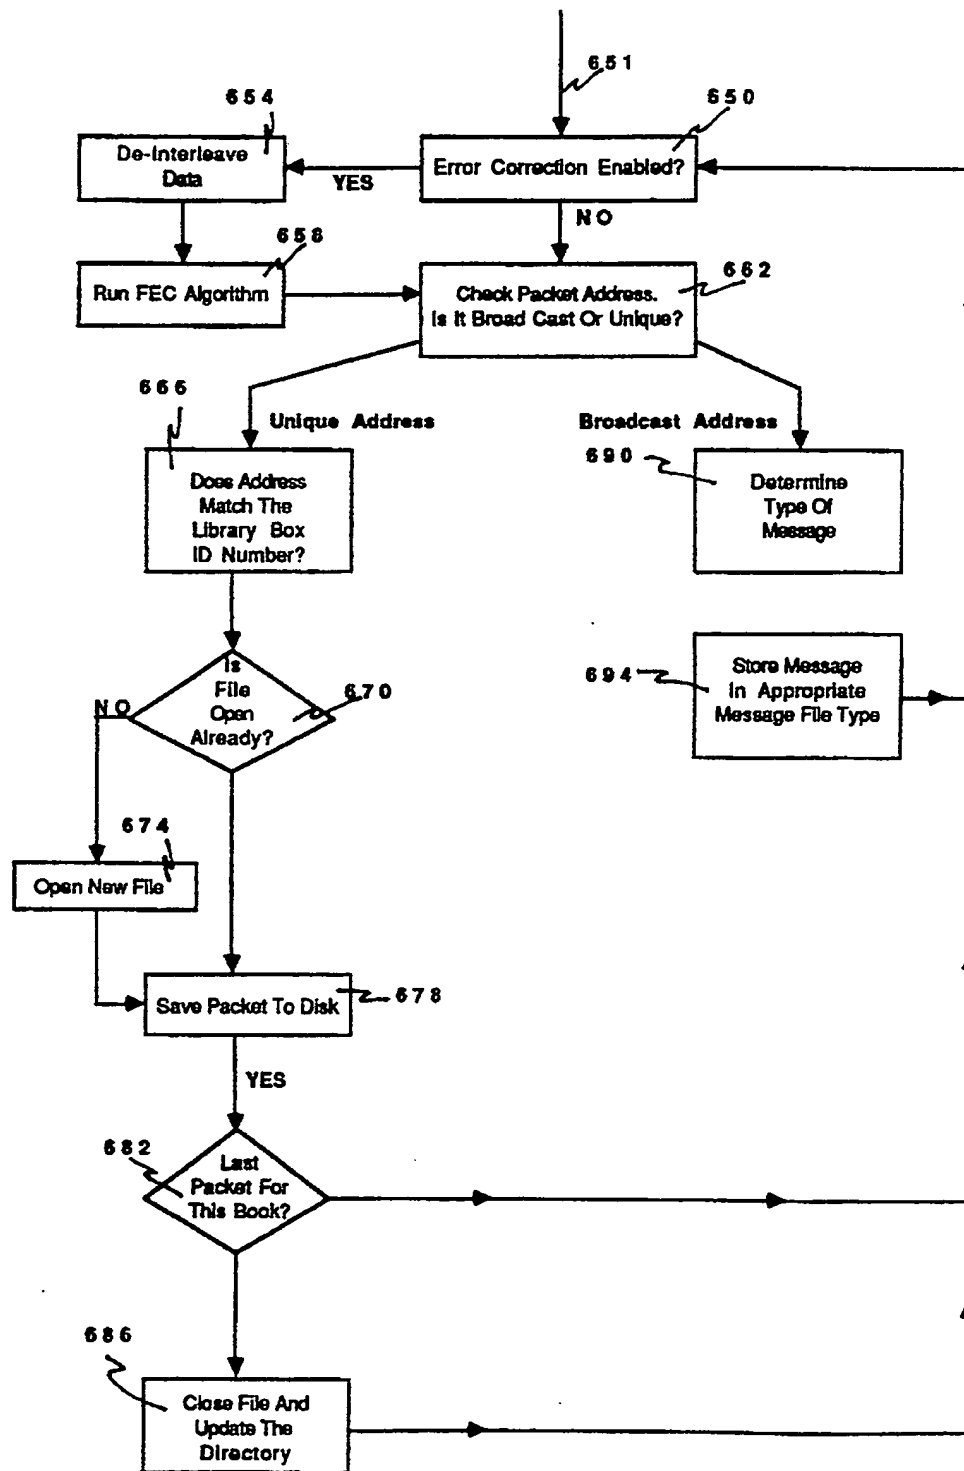 651
650
654
De-Interleave
Data
YES
Error Correction Enabled?
NO
658
Run FEC Algorithm
662
Check Packet Address.
Is It Broad Cast Or Unique?
666
Unique Address
Broadcast Address
Does Address
Match The
Library Box
ID Number?
690
Determine
Type Of
Message
Is
File
Open
Already?
670
NO
694
Store Message
In Appropriate
Message File Type
674
Open New File
Save Packet To Disk
678
YES
682
Last
Packet For
This Book?
686
Close File And
Update The
Directory